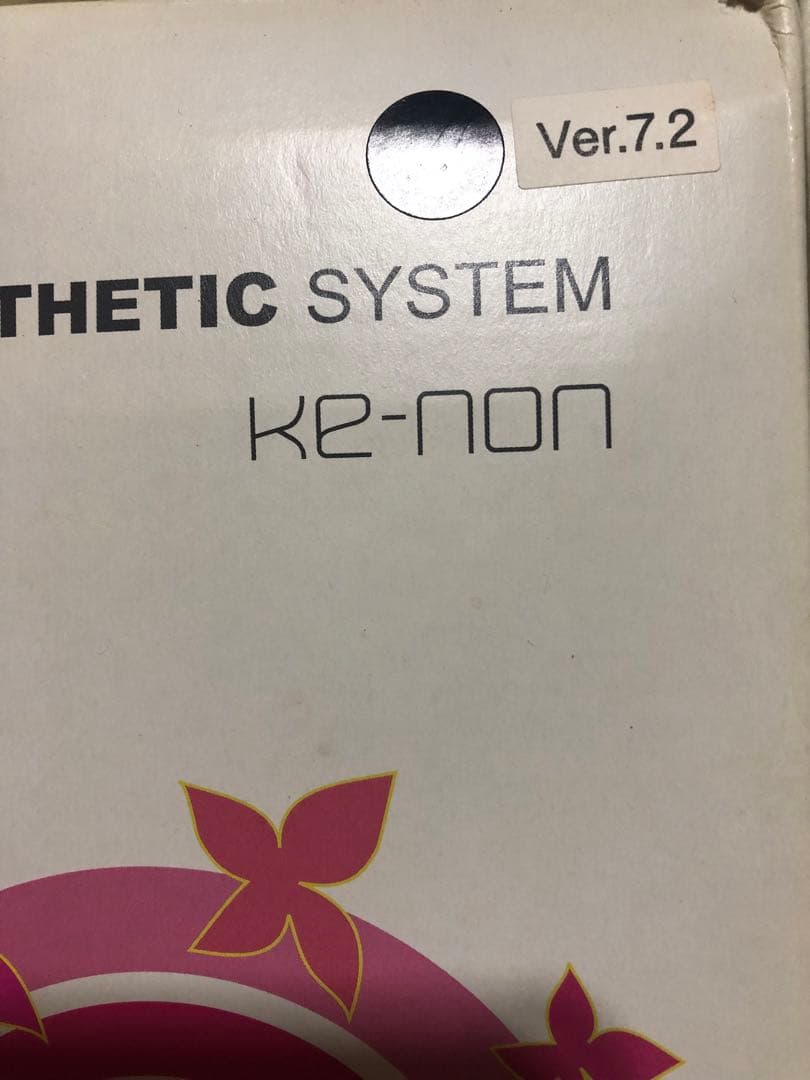 Ver.7.2
THETIC SYSTEM
ke-non